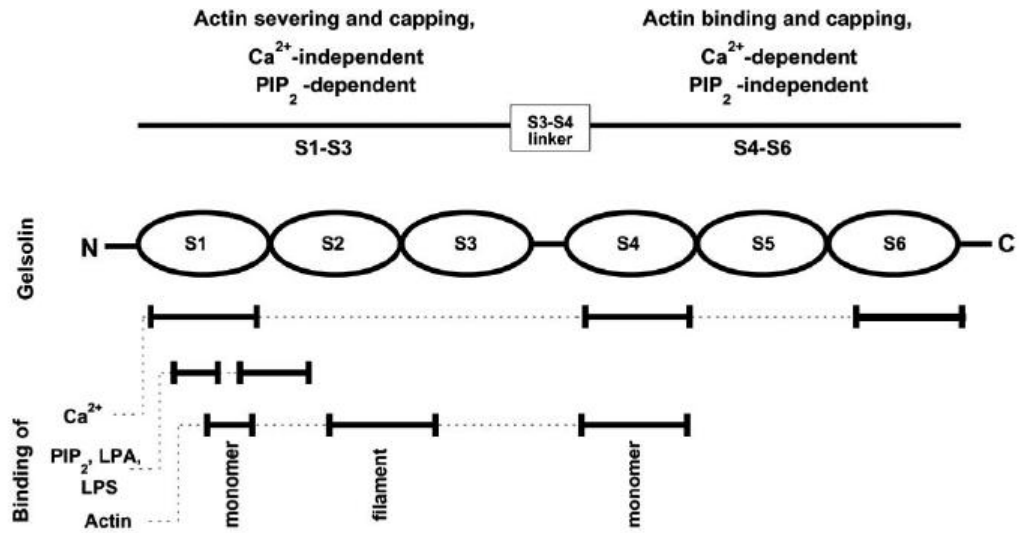 Actin severing and capping,
Ca²⁺-independent
PIP₂ -dependent
Actin binding and capping,
Ca²⁺-dependent
PIP₂-independent
S3-S4
linker
S1-S3
S4-S6
Gelsolin
N
S1
S2
S3
S4
S5
S6
C
Binding of
Ca²⁺
PIP₂, LPA,
LPS
Actin
monomer
filament
monomer